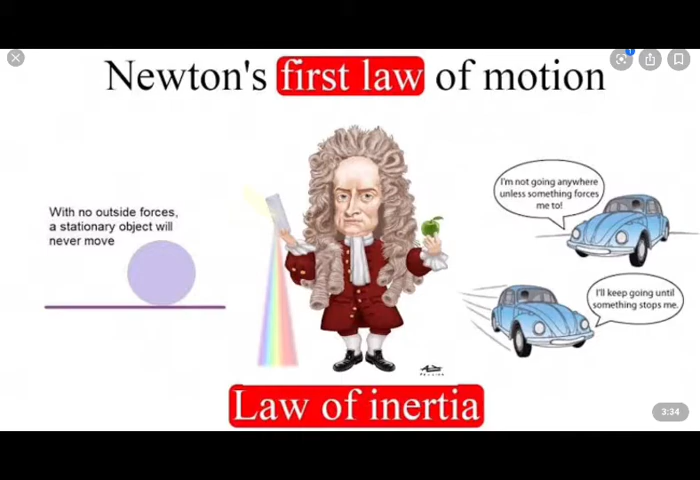 Newton's first law of motion
With no outside forces,
a stationary object will
never move
I'm not going anywhere
unless something forces
me to!
I'll keep going until
something stops me.
Law of inertia
3:34